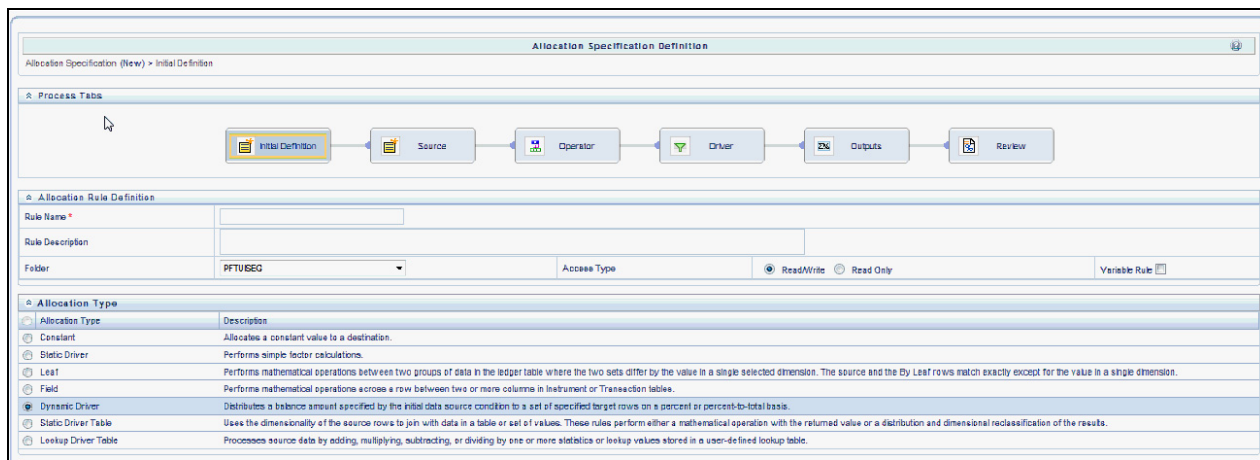 Allocation Specification Definition
Allocation Specification (New) > Initial Definition
Process Tabs
Initial Definition Source Operator Driver Outputs Review
Allocation Rule Definition
Rule Name *
Rule Description
Folder PFTUISEG Access Type Read/Write Read Only Variable Rule
Allocation Type
Allocation Type Description
Constant Allocates a constant value to a destination.
Static Driver Performs simple factor calculations.
Leaf Performs mathematical operations between two groups of data in the ledger table where the two sets differ by the value in a single selected dimension. The source and the By Leaf rows match exactly except for the value in a single dimension.
Field Performs mathematical operations across a row between two or more columns in Instrument or Transaction tables.
Dynamic Driver Distributes a balance amount specified by the initial data source condition to a set of specified target rows on a percent or percent-to-total basis.
Static Driver Table Uses the dimensionality of the source rows to join with data in a table or set of values. These rules perform either a mathematical operation with the returned value or a distribution and dimensional reclassification of the results.
Lookup Driver Table Processes source data by adding, multiplying, subtracting, or dividing by one or more statistics or lookup values stored in a user-defined lookup table.